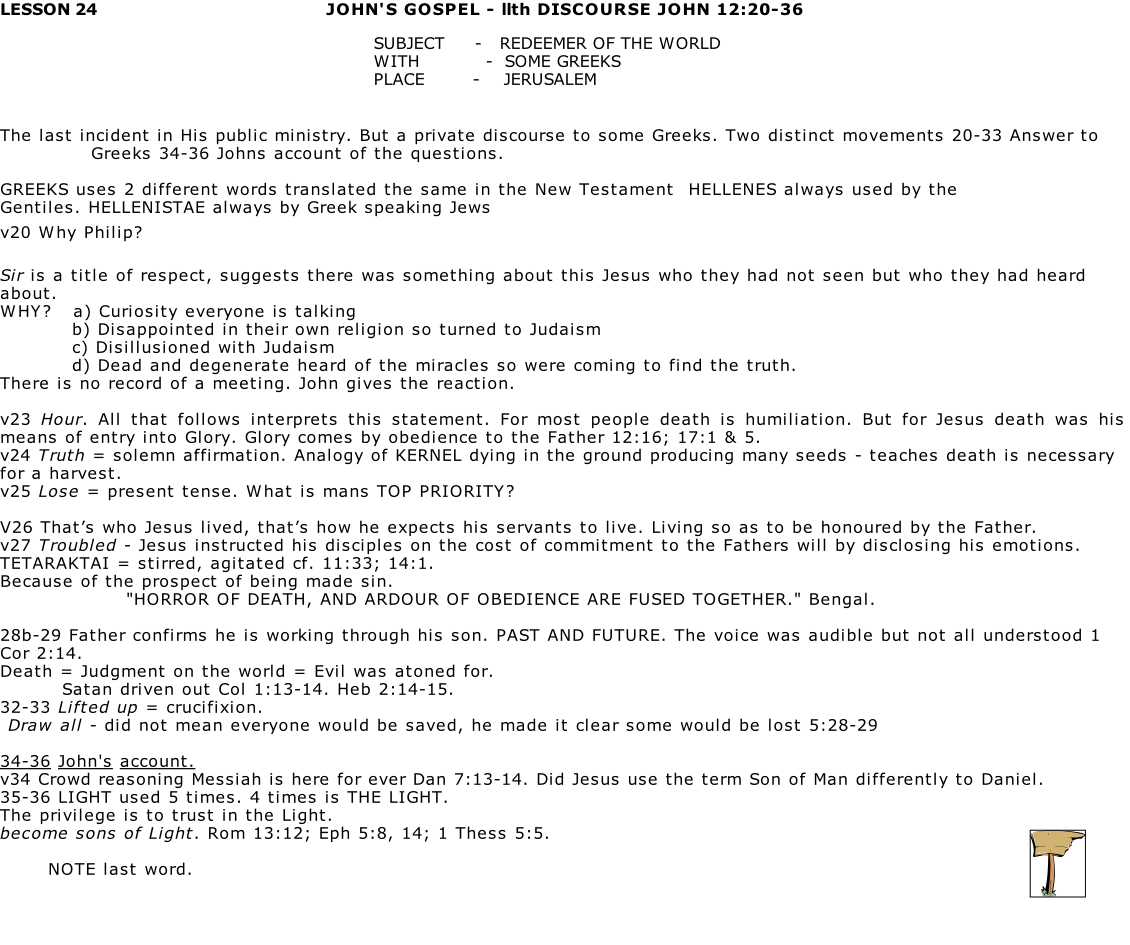 LESSON 24 JOHN'S GOSPEL - llth DISCOURSE JOHN 12:20-36
SUBJECT - REDEEMER OF THE WORLD
WITH - SOME GREEKS
PLACE - JERUSALEM
The last incident in His public ministry. But a private discourse to some Greeks. Two distinct movements 20-33 Answer to
Greeks 34-36 Johns account of the questions.
GREEKS uses 2 different words translated the same in the New Testament HELLENES always used by the
Gentiles. HELLENISTAE always by Greek speaking Jews
v20 Why Philip?
Sir is a title of respect, suggests there was something about this Jesus who they had not seen but who they had heard
about.
WHY? a) Curiosity everyone is talking
b) Disappointed in their own religion so turned to Judaism
c) Disillusioned with Judaism
d) Dead and degenerate heard of the miracles so were coming to find the truth.
There is no record of a meeting. John gives the reaction.
v23 Hour. All that follows interprets this statement. For most people death is humiliation. But for Jesus death was his
means of entry into Glory. Glory comes by obedience to the Father 12:16; 17:1 & 5.
v24 Truth = solemn affirmation. Analogy of KERNEL dying in the ground producing many seeds - teaches death is necessary
for a harvest.
v25 Lose = present tense. What is mans TOP PRIORITY?
V26 That’s who Jesus lived, that’s how he expects his servants to live. Living so as to be honoured by the Father.
v27 Troubled - Jesus instructed his disciples on the cost of commitment to the Fathers will by disclosing his emotions.
TETARAKTAI = stirred, agitated cf. 11:33; 14:1.
Because of the prospect of being made sin.
"HORROR OF DEATH, AND ARDOUR OF OBEDIENCE ARE FUSED TOGETHER." Bengal.
28b-29 Father confirms he is working through his son. PAST AND FUTURE. The voice was audible but not all understood 1
Cor 2:14.
Death = Judgment on the world = Evil was atoned for.
Satan driven out Col 1:13-14. Heb 2:14-15.
32-33 Lifted up = crucifixion.
Draw all - did not mean everyone would be saved, he made it clear some would be lost 5:28-29
34-36 John's account.
v34 Crowd reasoning Messiah is here for ever Dan 7:13-14. Did Jesus use the term Son of Man differently to Daniel.
35-36 LIGHT used 5 times. 4 times is THE LIGHT.
The privilege is to trust in the Light.
become sons of Light. Rom 13:12; Eph 5:8, 14; 1 Thess 5:5.
NOTE last word.